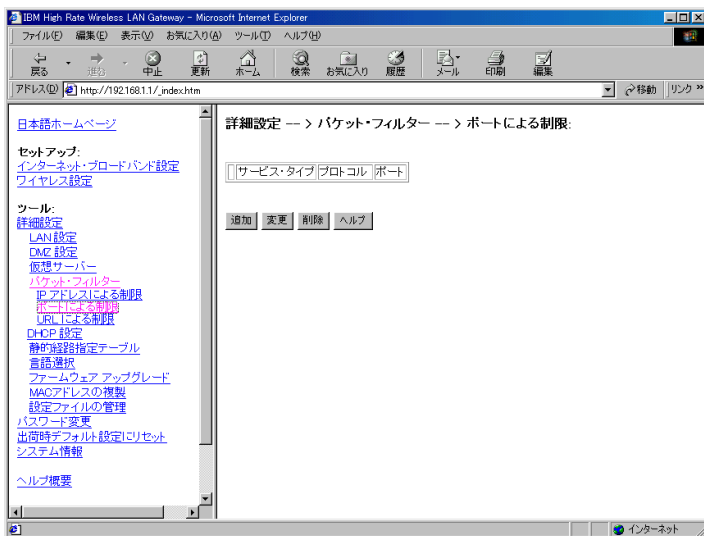 IBM High Rate Wireless LAN Gateway - Microsoft Internet Explorer
ファイル(F) 編集(E) 表示(V) お気に入り(A) ツール(T) ヘルプ(H)
戻る 進む 中止 更新 ホーム 検索 お気に入り 履歴 メール 印刷 編集
アドレス(D) http://192.168.1.1/_index.htm 移動 リンク »
日本語ホームページ
セットアップ:
インターネット・ブロードバンド設定
ワイヤレス設定
ツール:
詳細設定
LAN 設定
DMZ 設定
仮想サーバー
パケット・フィルター
IP アドレスによる制限
ポートによる制限
URL による制限
DHCP 設定
静的経路指定テーブル
言語選択
ファームウェア アップグレード
MACアドレスの複製
設定ファイルの管理
パスワード変更
出荷時デフォルト設定にリセット
システム情報
ヘルプ概要
詳細設定 --> パケット・フィルター --> ポートによる制限:
サービス・タイプ プロトコル ポート
追加 変更 削除 ヘルプ
インターネット